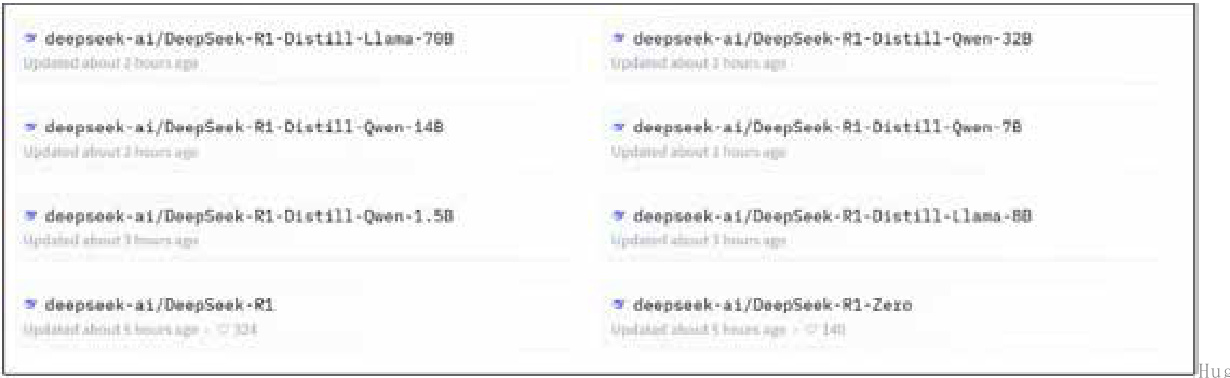 deepseek-ai/DeepSeek-R1-Distill-Llama-70B
Updated about 2 hours ago
deepseek-ai/DeepSeek-R1-Distill-Qwen-32B
Updated about hours ago
deepseek-ai/DeepSeek-R1-Distill-Qwen-14B
Updated about 2 hours ago
deepseek-ai/DeepSeek-R1-Distill-Qwen-7B
Updated about hours ago
deepseek-ai/DeepSeek-R1-Distill-Qwen-1.5B
Updated about 3 hours ago
deepseek-ai/DeepSeek-R1-Distill-Llama-8B
Updated about hours ago
deepseek-ai/DeepSeek-R1
Updated about 5 hours ago • ♡ 324
deepseek-ai/DeepSeek-R1-Zero
Updated about 5 hours ago • ♡ 140
Hug